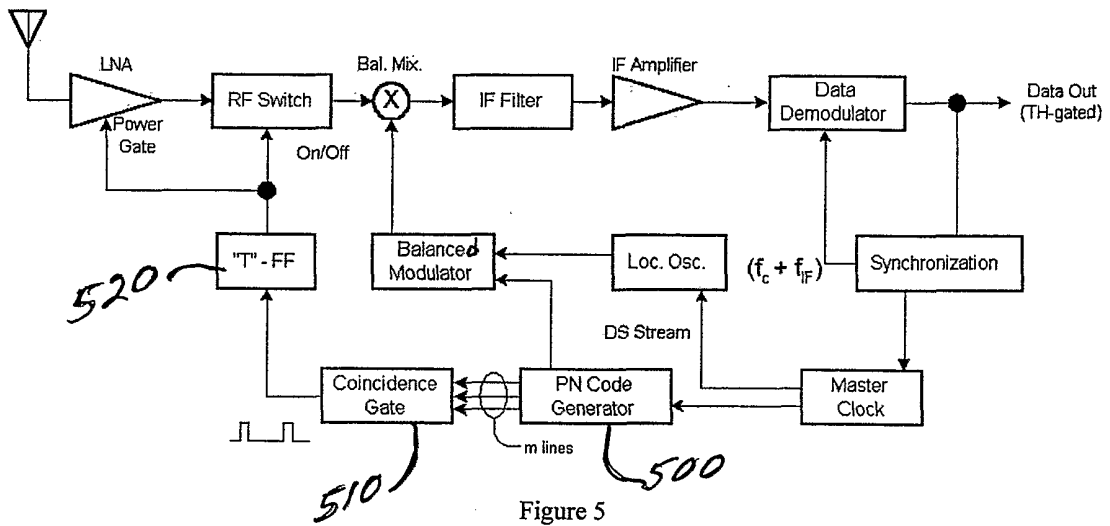 LNA
Bal. Mix.
IF Amplifier
RF Switch
X
IF Filter
Data
Demodulator
Data Out
(TH-gated)
Power
Gate
On/Off
"T" - FF
Balanced
Modulator
Loc. Osc.
(fc + fIF)
Synchronization
520
DS Stream
Coincidence
Gate
PN Code
Generator
Master
Clock
m lines
510
500
Figure 5